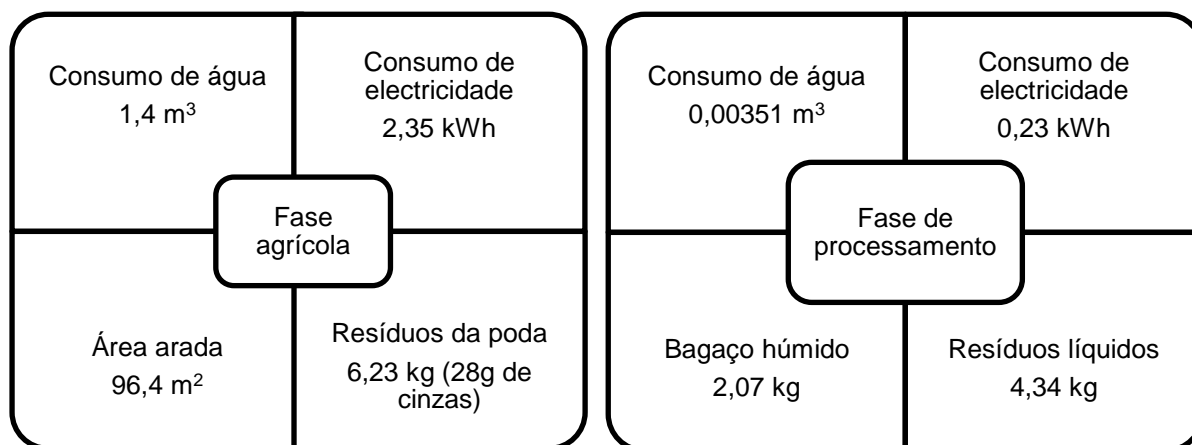 Consumo de água
1,4 m³
Consumo de
electricidade
2,35 kWh
Fase
agrícola
Área arada
96,4 m²
Resíduos da poda
6,23 kg (28g de
cinzas)
Consumo de água
0,00351 m³
Consumo de
electricidade
0,23 kWh
Fase de
processamento
Bagaço húmido
2,07 kg
Resíduos líquidos
4,34 kg